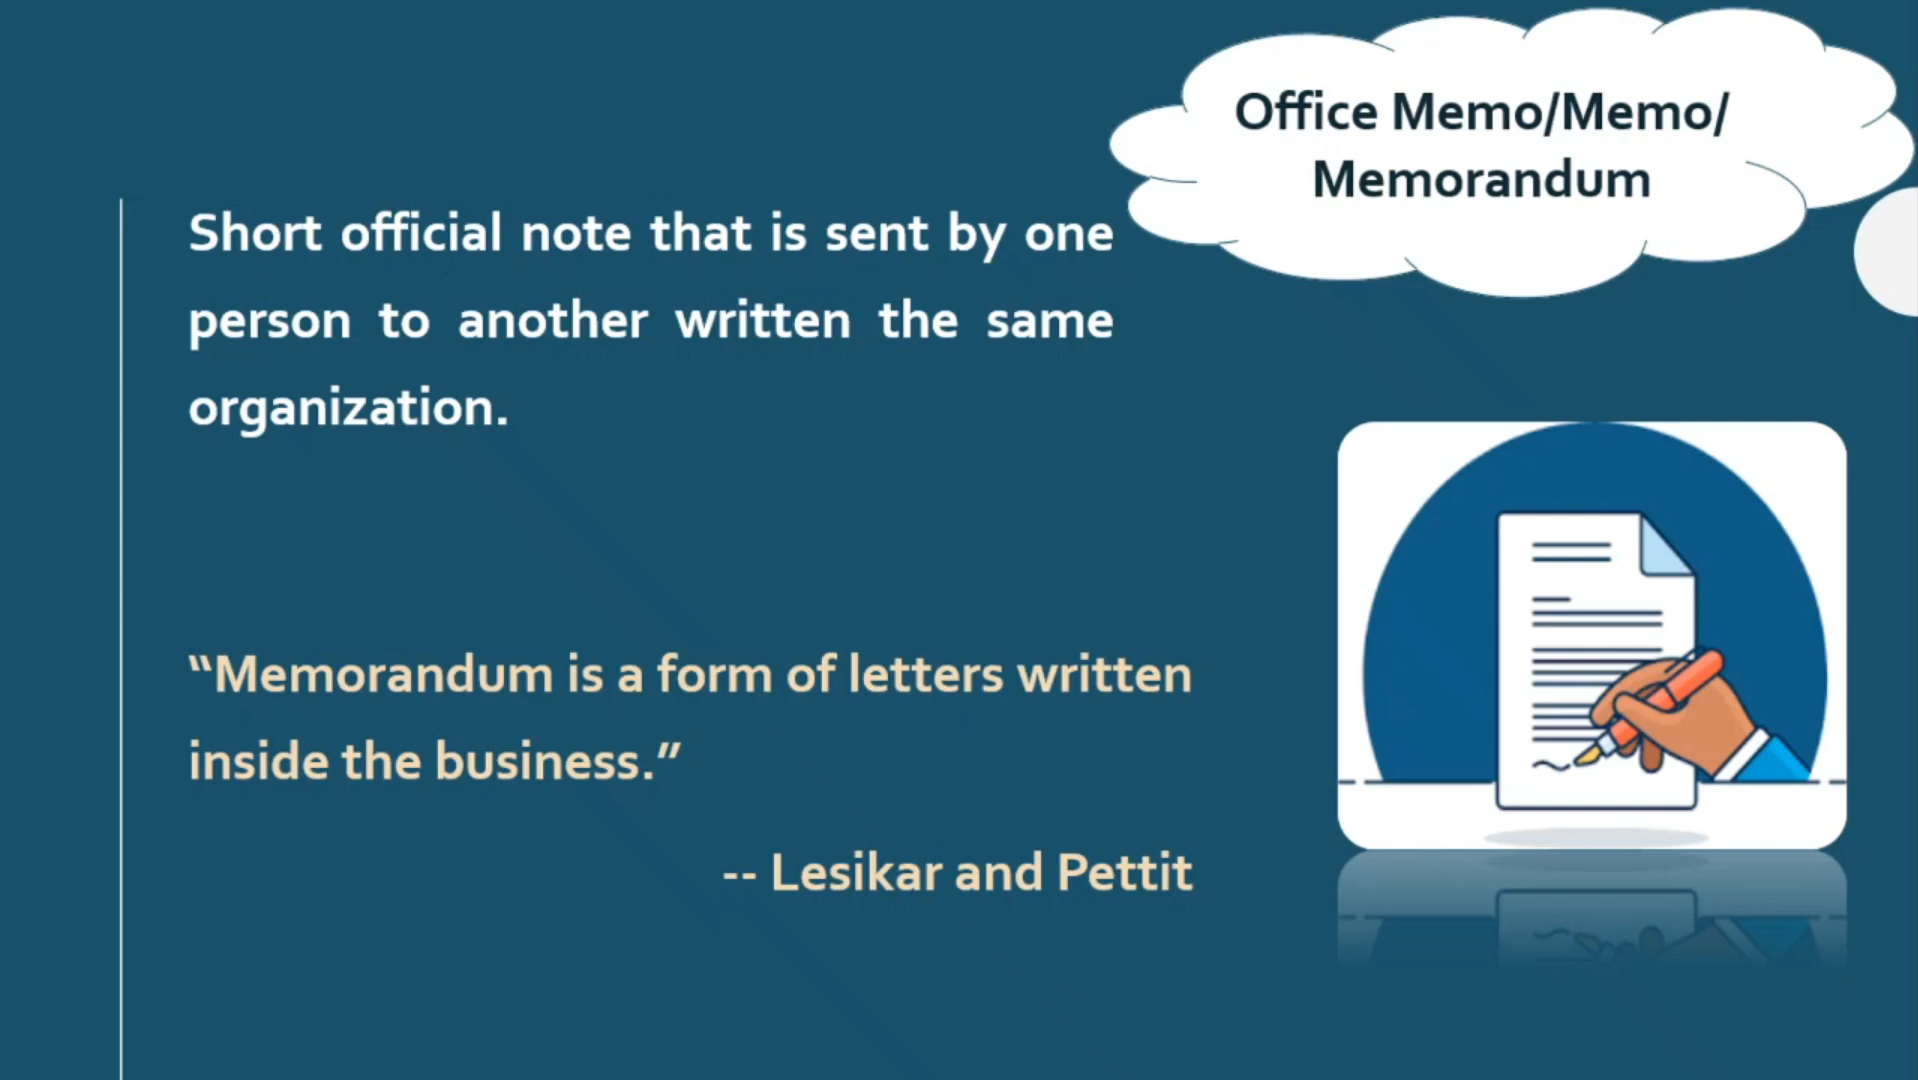 Office Memo/Memo/
Memorandum
Short official note that is sent by one
person to another written the same
organization.
“Memorandum is a form of letters written
inside the business.”
-- Lesikar and Pettit